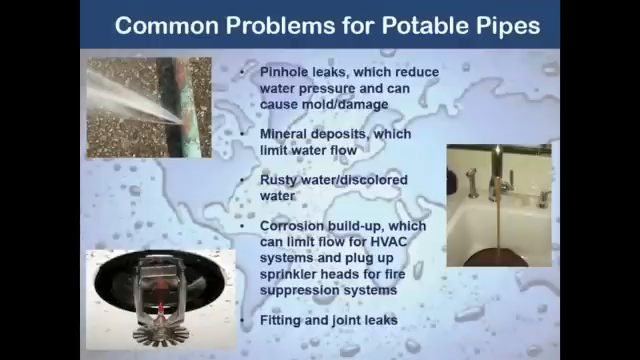 Common Problems for Potable Pipes
• Pinhole leaks, which reduce
water pressure and can
cause mold/damage
• Mineral deposits, which
limit water flow
• Rusty water/discolored
water
• Corrosion build-up, which
can limit flow for HVAC
systems and plug up
sprinkler heads for fire
suppression systems
• Fitting and joint leaks